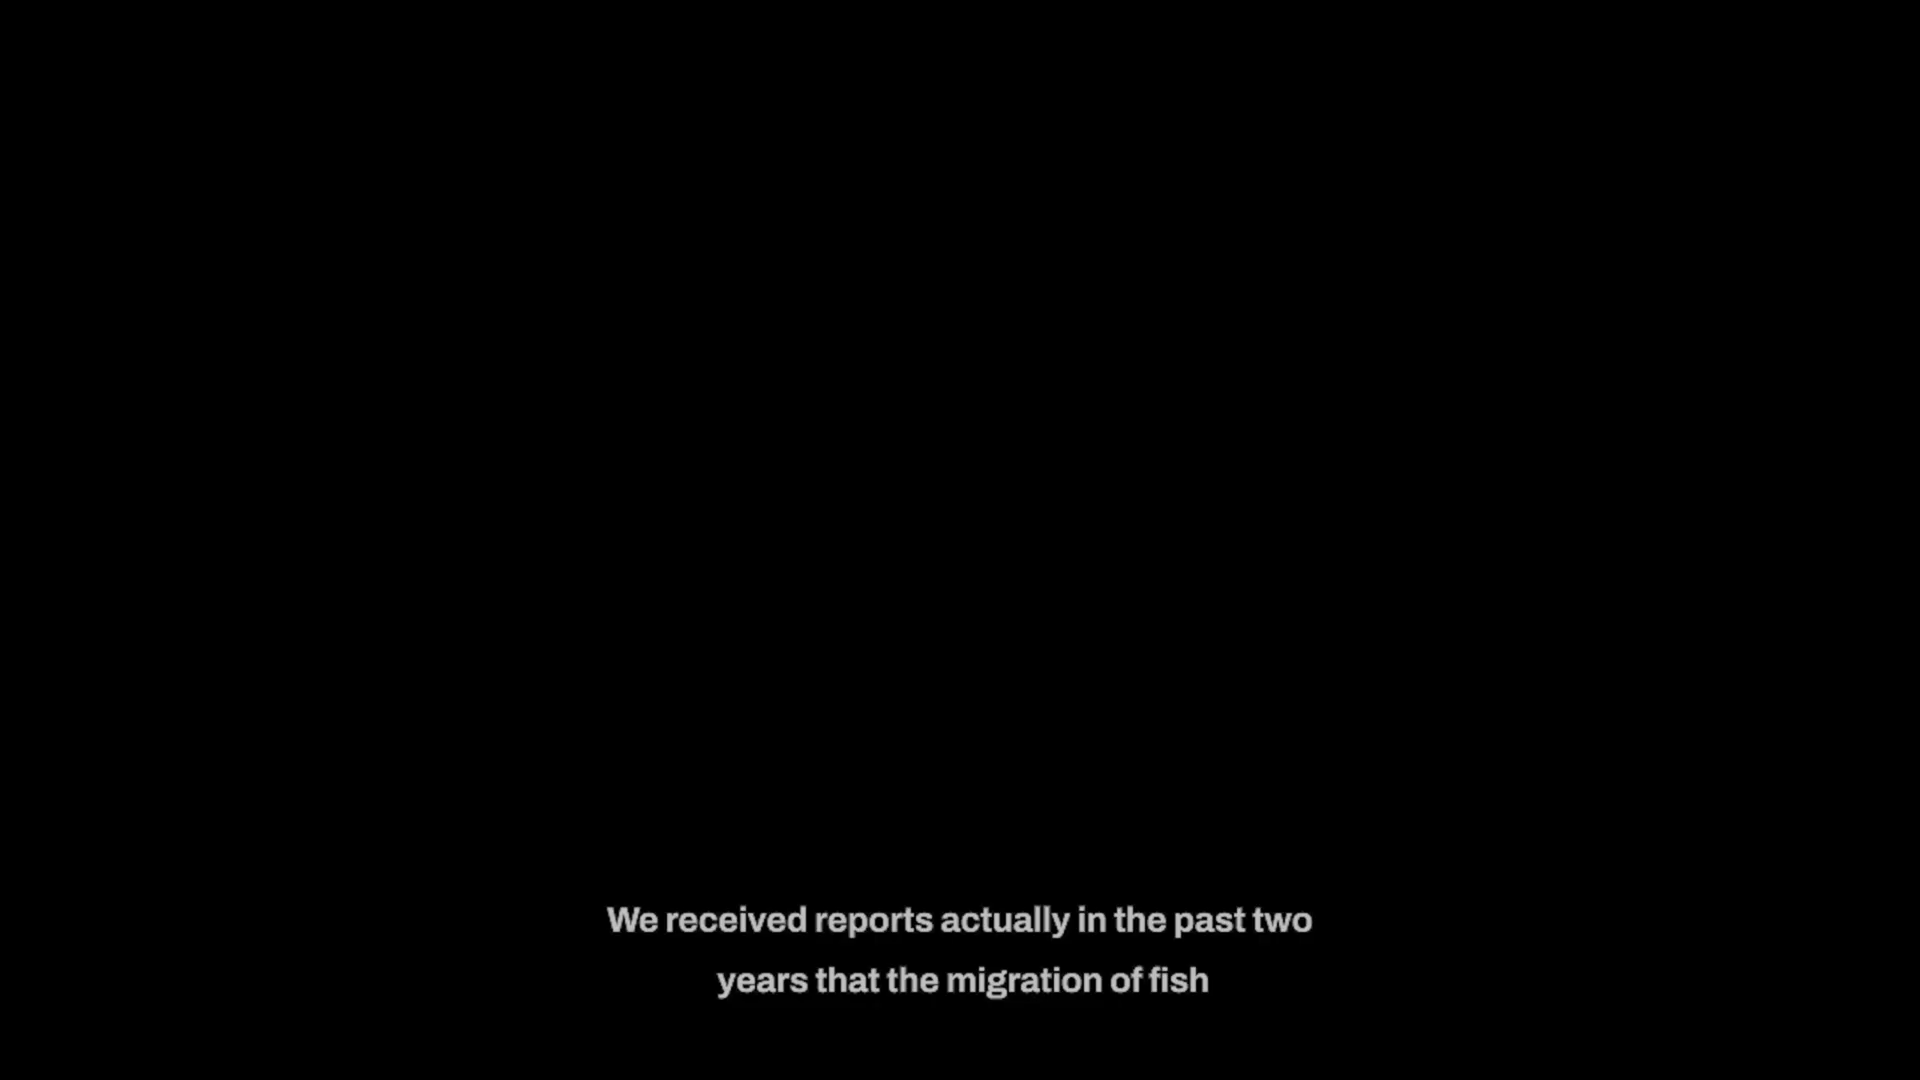 We received reports actually in the past two
years that the migration of fish